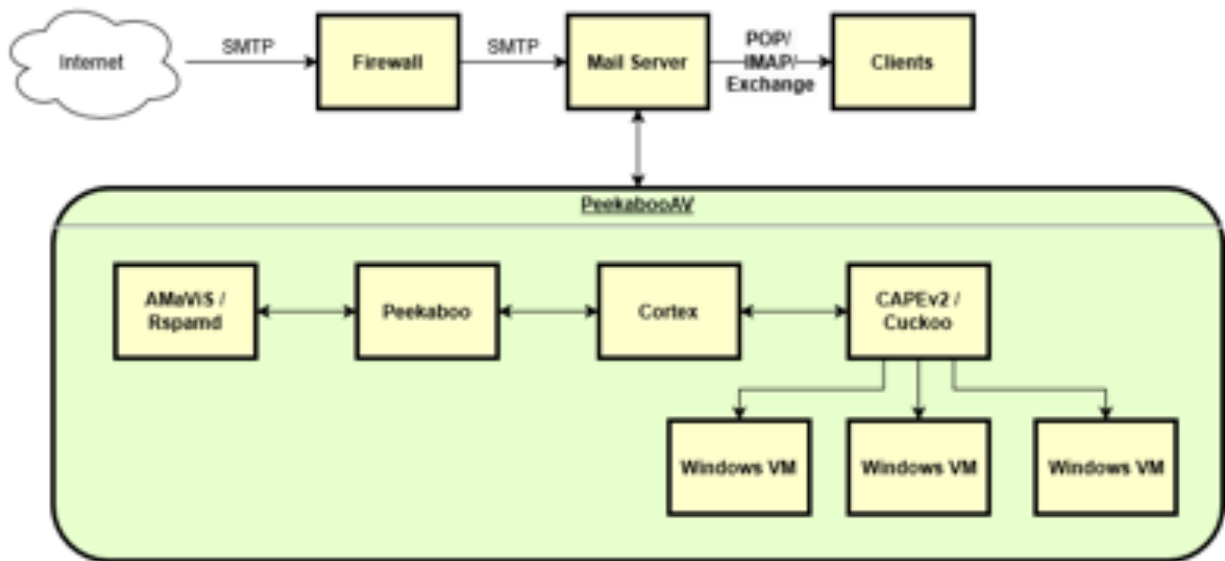 Internet
SMTP
Firewall
SMTP
Mail Server
POP/
IMAP/
Exchange
Clients
PeekabooAV
AMaViS /
Rspamd
Peekaboo
Cortex
CAPEv2 /
Cuckoo
Windows VM
Windows VM
Windows VM